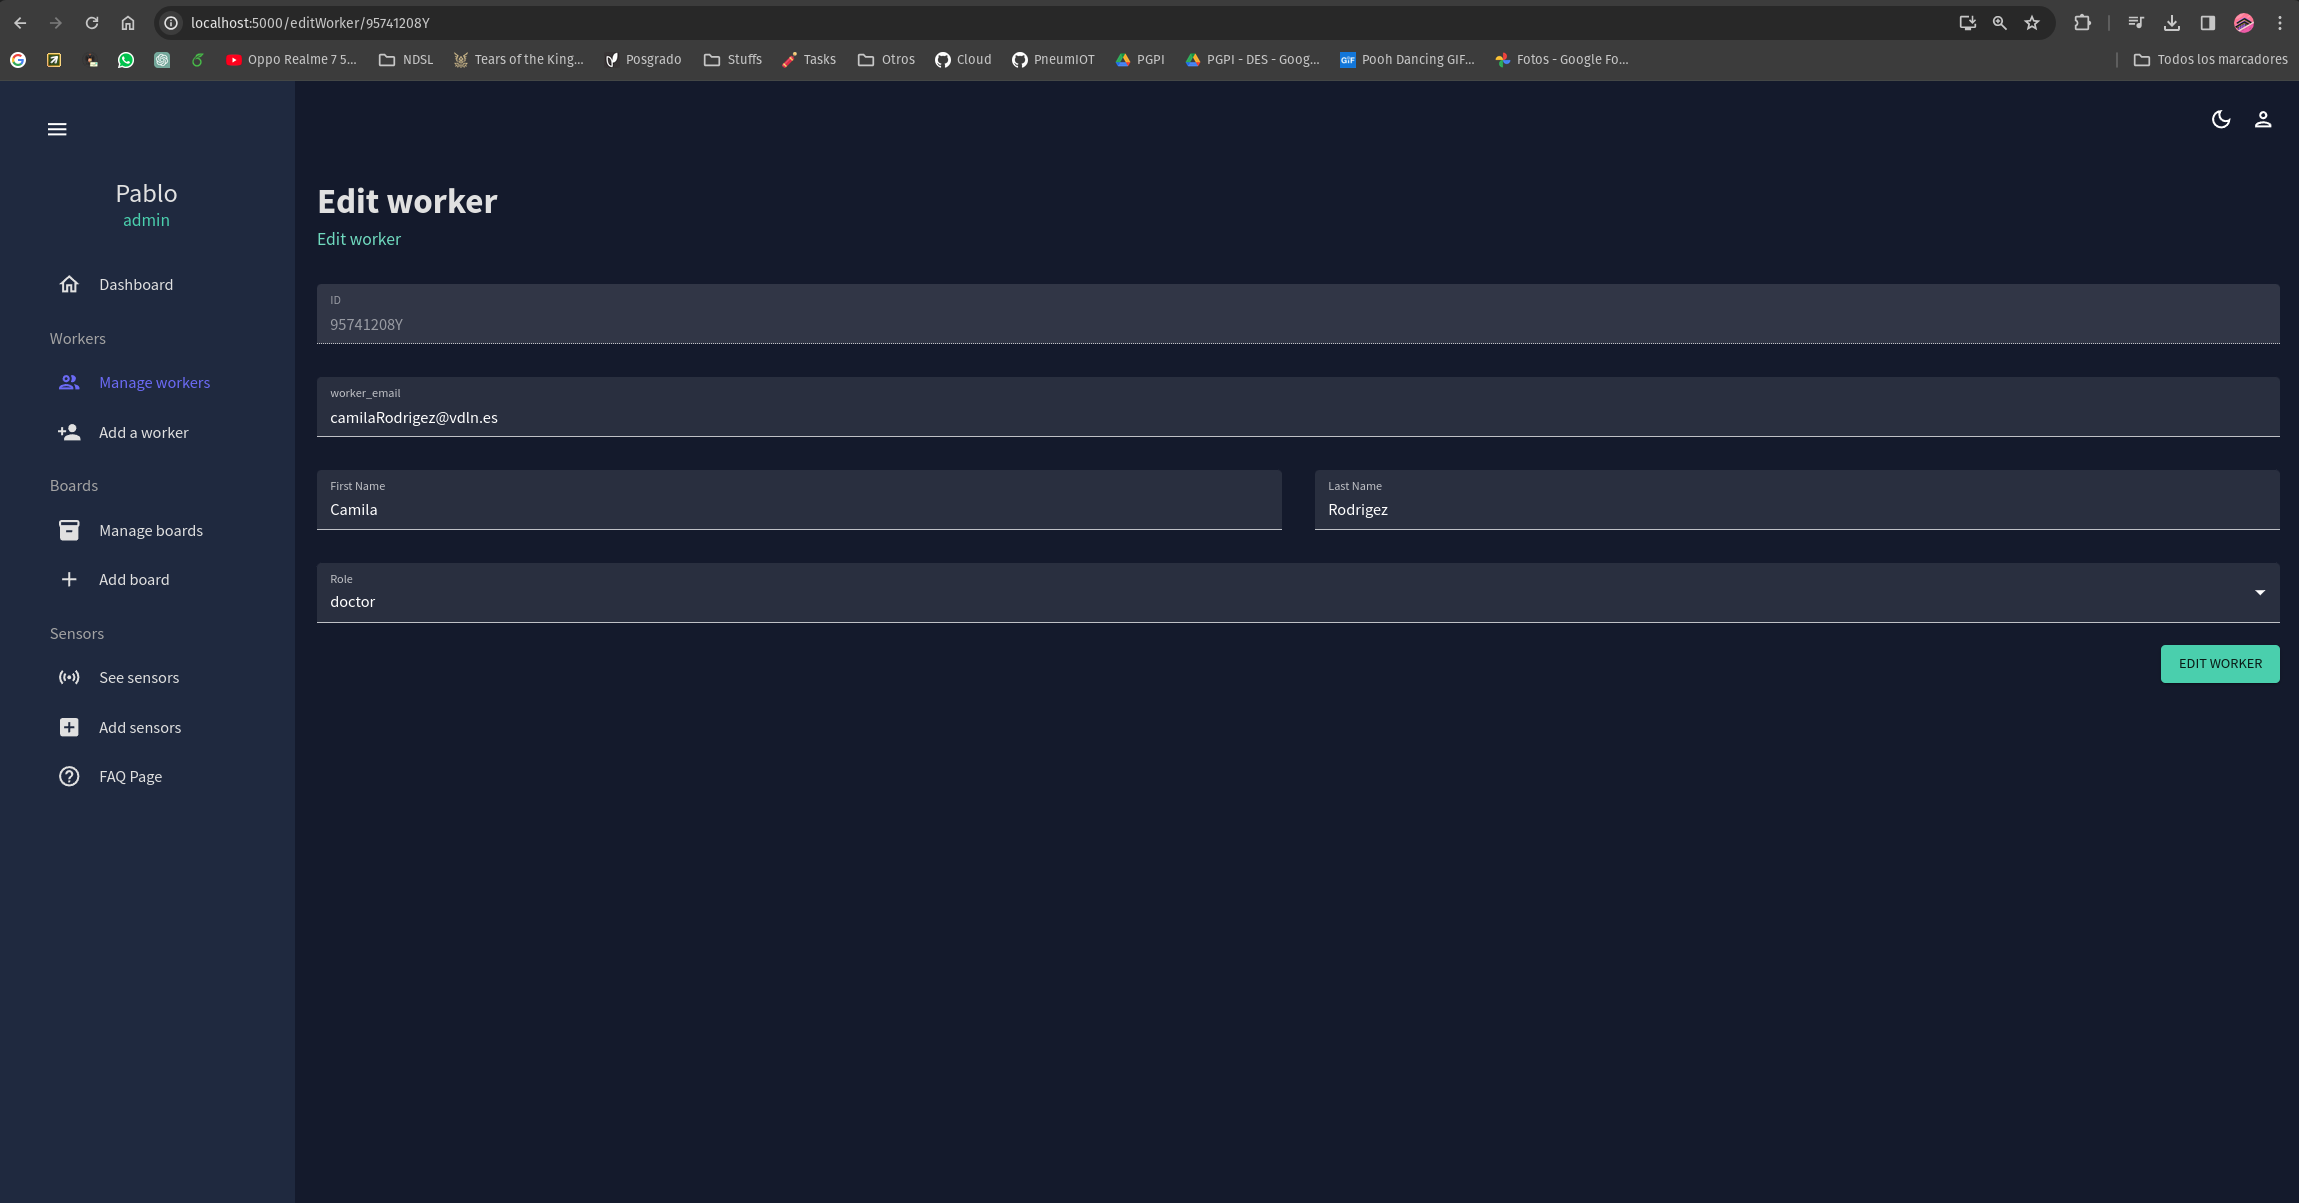 localhost:5000/editWorker/95741208Y
Oppo Realme 7 5... NDSL Tears of the King... Posgrado Stuffs Tasks Otros Cloud PneumIOT PGPI PGPI - DES - Goog... GIF Pooh Dancing GIF... Fotos - Google Fo... Todos los marcadores
Pablo
admin
Dashboard
Workers
Manage workers
Add a worker
Boards
Manage boards
Add board
Sensors
See sensors
Add sensors
FAQ Page
Edit worker
Edit worker
ID
95741208Y
worker_email
camilaRodrigez@vdln.es
First Name
Camila
Last Name
Rodrigez
Role
doctor
EDIT WORKER